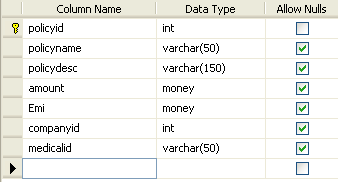 Column Name Data Type Allow Nulls
policyid int
policyname varchar(50)
policydesc varchar(150)
amount money
Emi money
companyid int
medicalid varchar(50)